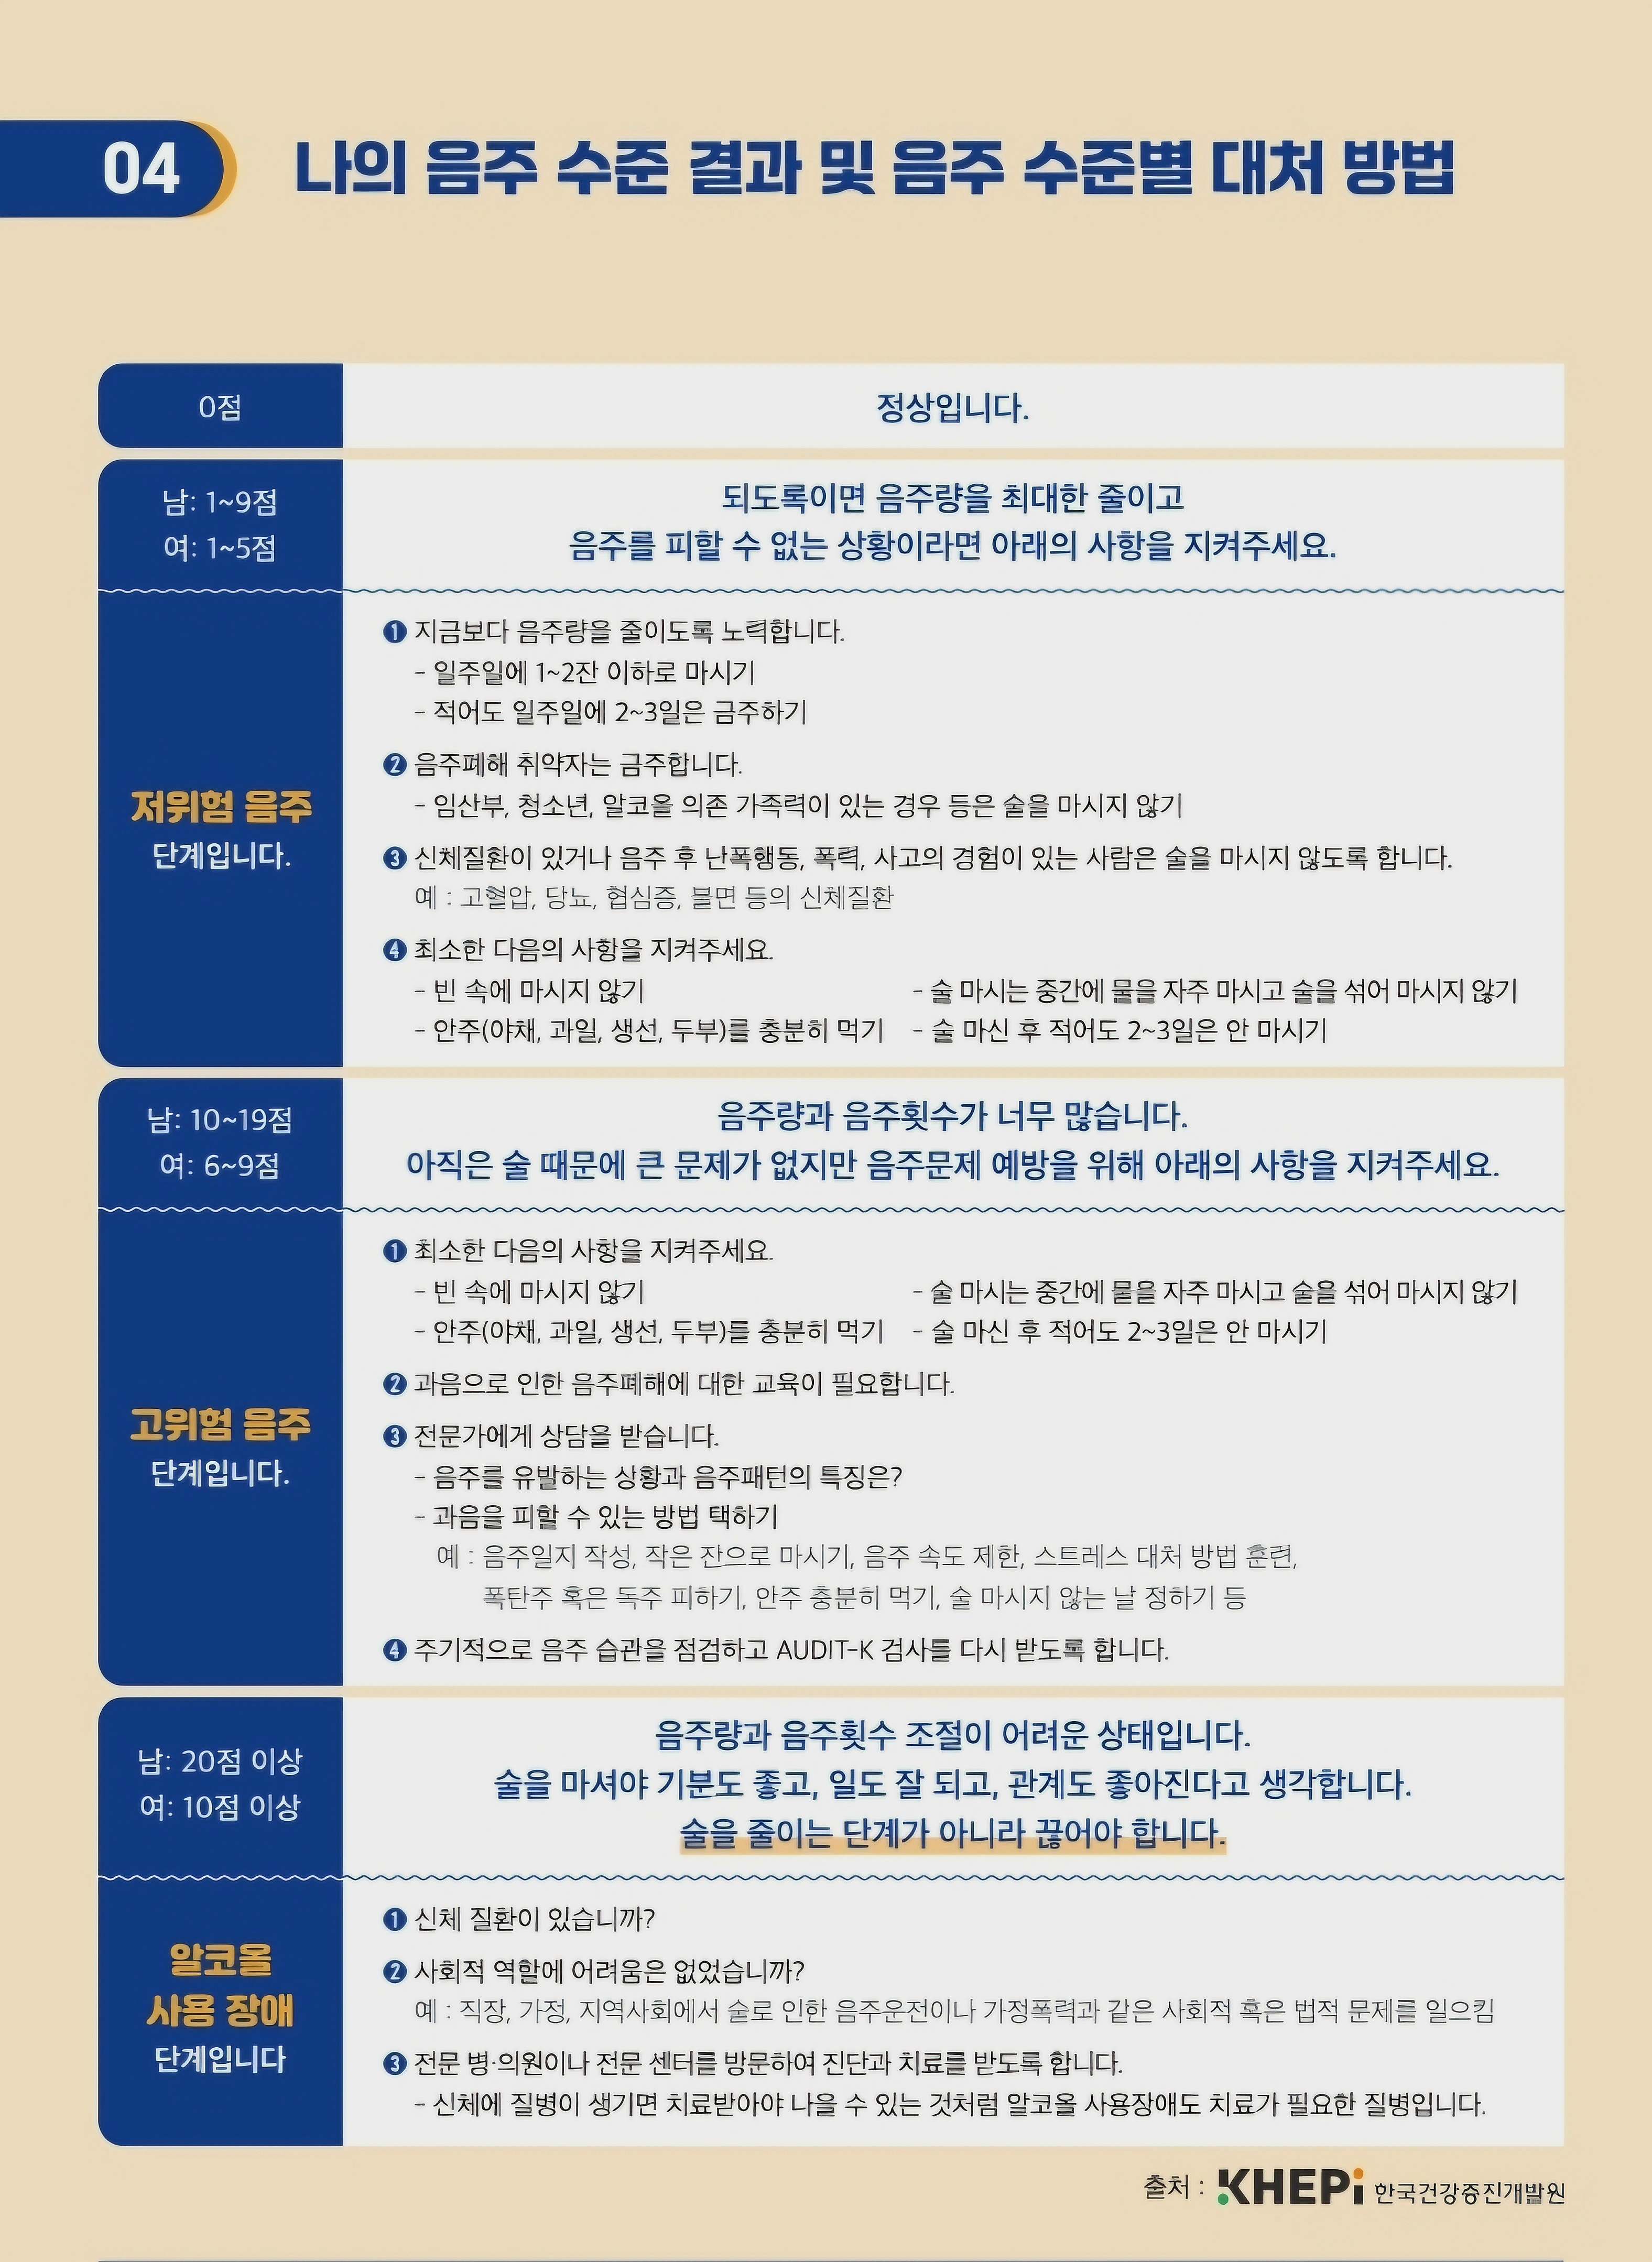 04
나의 음주 수준 결과 및 음주 수준별 대처 방법
0점
정상입니다.
남: 1~9점
여: 1~5점
되도록이면 음주량을 최대한 줄이고
음주를 피할 수 없는 상황이라면 아래의 사항을 지켜주세요.
저위험 음주
단계입니다.
❶ 지금보다 음주량을 줄이도록 노력합니다.
- 일주일에 1~2잔 이하로 마시기
- 적어도 일주일에 2~3일은 금주하기
❷ 음주폐해 취약자는 금주합니다.
- 임산부, 청소년, 알코올 의존 가족력이 있는 경우 등은 술을 마시지 않기
❸ 신체질환이 있거나 음주 후 난폭행동, 폭력, 사고의 경험이 있는 사람은 술을 마시지 않도록 합니다.
예 : 고혈압, 당뇨, 협심증, 불면 등의 신체질환
❹ 최소한 다음의 사항을 지켜주세요.
- 빈 속에 마시지 않기 - 술 마시는 중간에 물을 자주 마시고 술을 섞어 마시지 않기
- 안주(야채, 과일, 생선, 두부)를 충분히 먹기 - 술 마신 후 적어도 2~3일은 안 마시기
남: 10~19점
여: 6~9점
음주량과 음주횟수가 너무 많습니다.
아직은 술 때문에 큰 문제가 없지만 음주문제 예방을 위해 아래의 사항을 지켜주세요.
고위험 음주
단계입니다.
❶ 최소한 다음의 사항을 지켜주세요.
- 빈 속에 마시지 않기 - 술 마시는 중간에 물을 자주 마시고 술을 섞어 마시지 않기
- 안주(야채, 과일, 생선, 두부)를 충분히 먹기 - 술 마신 후 적어도 2~3일은 안 마시기
❷ 과음으로 인한 음주폐해에 대한 교육이 필요합니다.
❸ 전문가에게 상담을 받습니다.
- 음주를 유발하는 상황과 음주패턴의 특징은?
- 과음을 피할 수 있는 방법 택하기
예 : 음주일지 작성, 작은 잔으로 마시기, 음주 속도 제한, 스트레스 대처 방법 훈련,
폭탄주 혹은 독주 피하기, 안주 충분히 먹기, 술 마시지 않는 날 정하기 등
❹ 주기적으로 음주 습관을 점검하고 AUDIT-K 검사를 다시 받도록 합니다.
남: 20점 이상
여: 10점 이상
음주량과 음주횟수 조절이 어려운 상태입니다.
술을 마셔야 기분도 좋고, 일도 잘 되고, 관계도 좋아진다고 생각합니다.
술을 줄이는 단계가 아니라 끊어야 합니다.
알코올
사용 장애
단계입니다
❶ 신체 질환이 있습니까?
❷ 사회적 역할에 어려움은 없었습니까?
예 : 직장, 가정, 지역사회에서 술로 인한 음주운전이나 가정폭력과 같은 사회적 혹은 법적 문제를 일으킴
❸ 전문 병·의원이나 전문 센터를 방문하여 진단과 치료를 받도록 합니다.
- 신체에 질병이 생기면 치료받아야 나을 수 있는 것처럼 알코올 사용장애도 치료가 필요한 질병입니다.
출처 : KHEPi 한국건강증진개발원